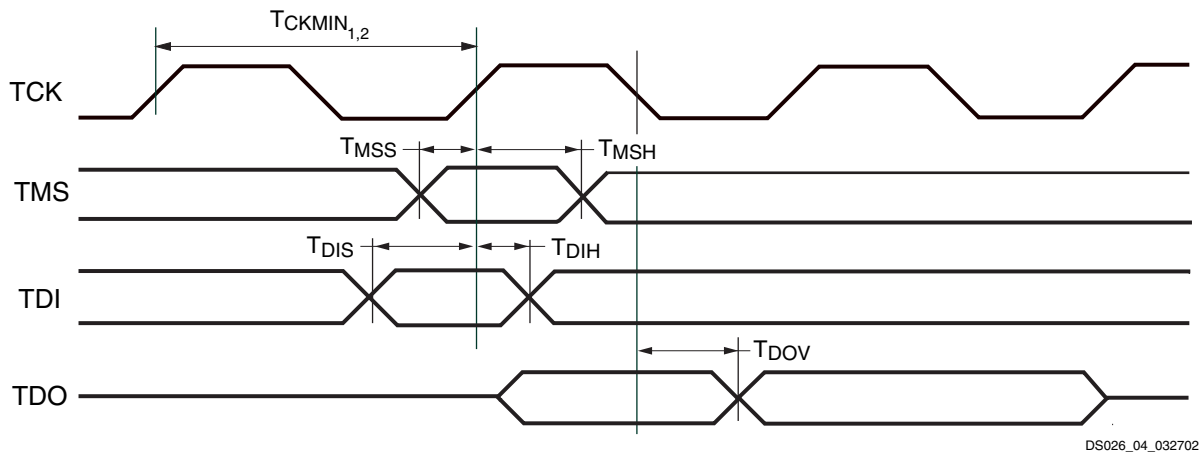 TCKMIN1,2
TCK
TMSS TMSH
TMS
TDIS TDIH
TDI
TDOV
TDO
DS026_04_032702